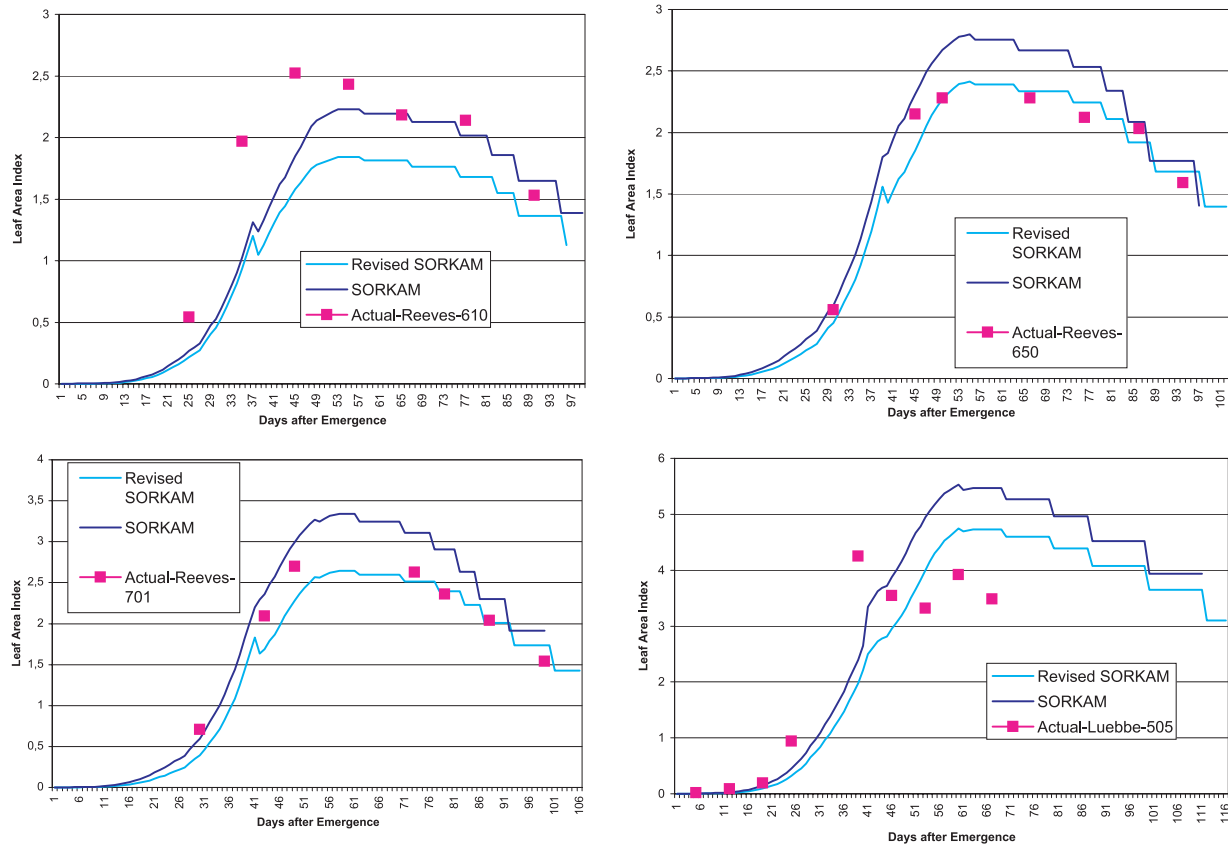 3
2,5
2
1,5
1
0,5
0
Leaf Area Index
1 5 9 13 17 21 25 29 33 37 41 45 49 53 57 61 65 69 73 77 81 85 89 93 97
Days after Emergence
Revised SORKAM
SORKAM
Actual-Reeves-610
3
2,5
2
1,5
1
0,5
0
Leaf Area Index
1 5 9 13 17 21 25 29 33 37 41 45 49 53 57 61 65 69 73 77 81 85 89 93 97 101
Days after Emergence
Revised
SORKAM
SORKAM
Actual-Reeves-
650
4
3,5
3
2,5
2
1,5
1
0,5
0
Leaf Area Index
1 6 11 16 21 26 31 36 41 46 51 56 61 66 71 76 81 86 91 96 101 106
Days after Emergence
Revised
SORKAM
SORKAM
Actual-Reeves-
701
6
5
4
3
2
1
0
Leaf Area Index
1 6 11 16 21 26 31 36 41 46 51 56 61 66 71 76 81 86 91 96 101 106 111 116
Days after Emergence
Revised SORKAM
SORKAM
Actual-Luebbe-505